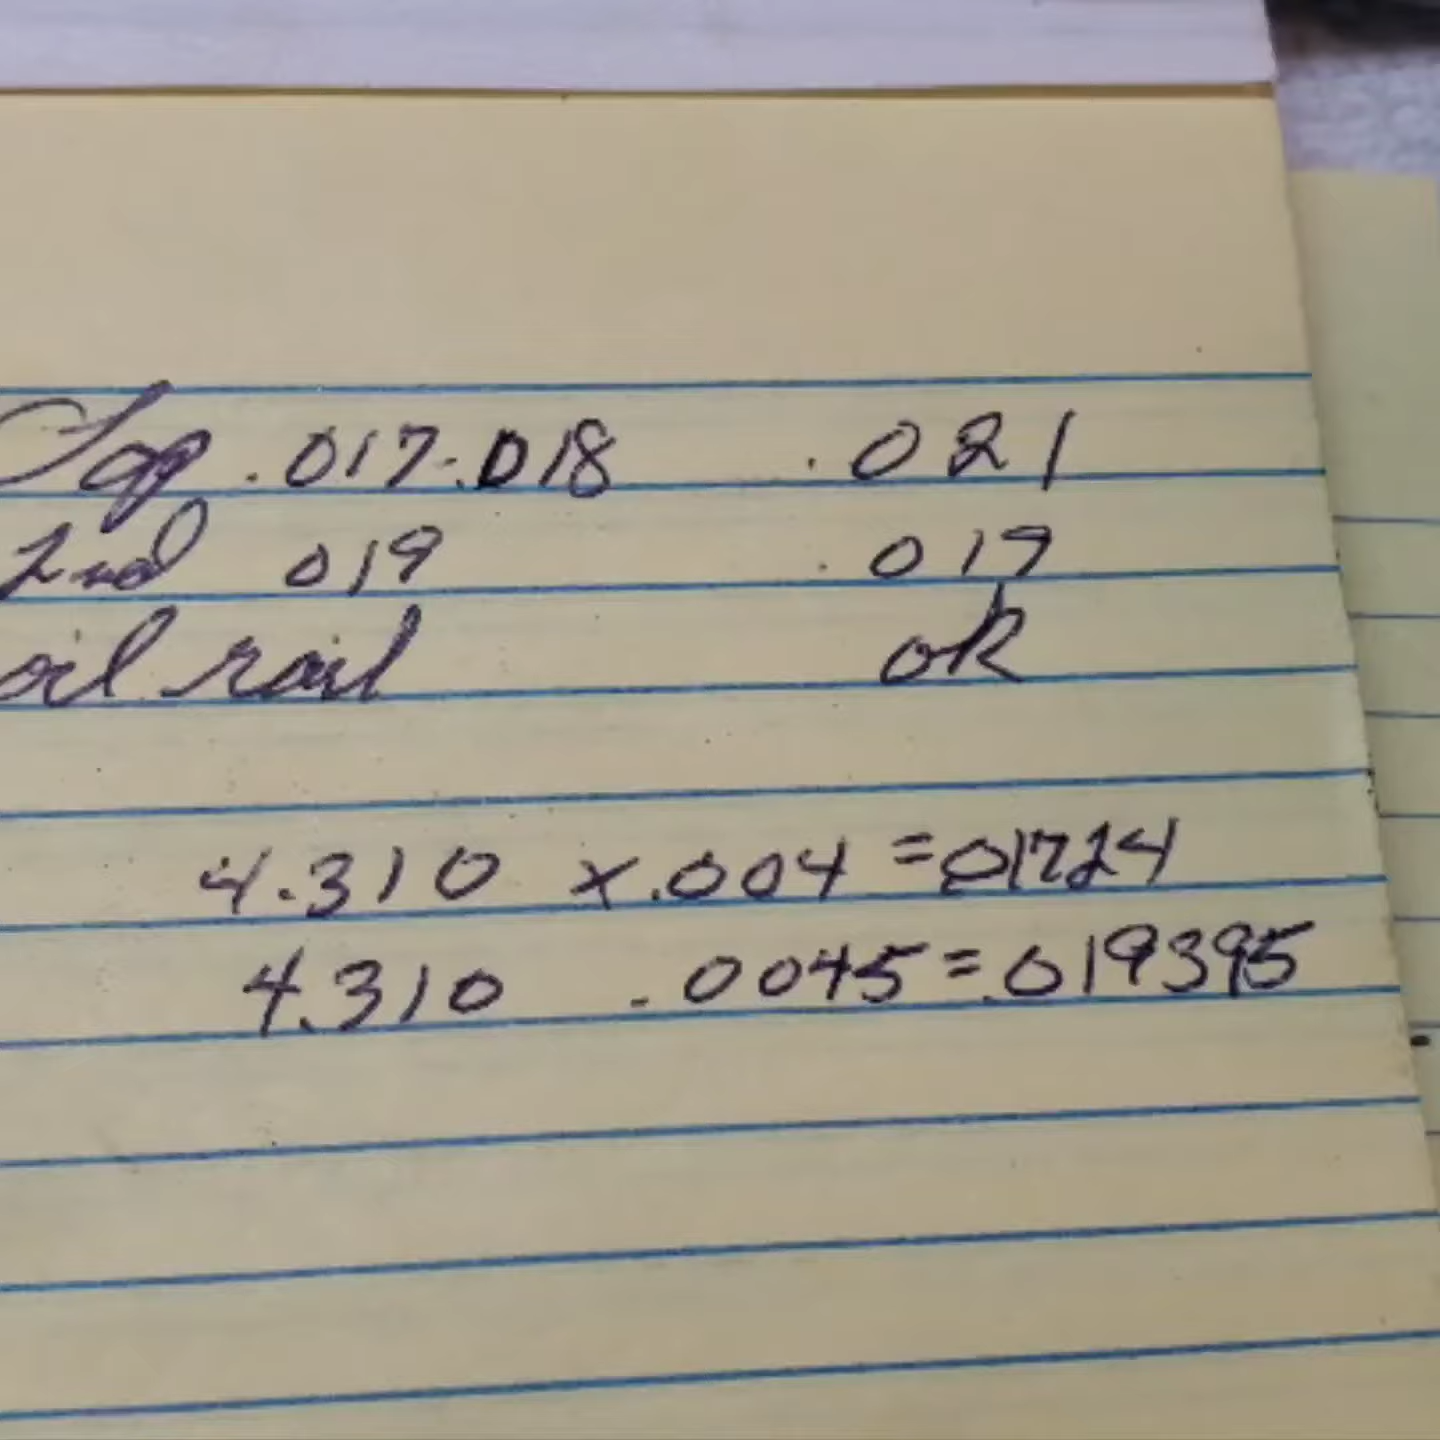 Top .017-.018 .021
2nd 019 .019
oil rail ok
4.310 x .004 = .01724
4.310 .0045 = .019395